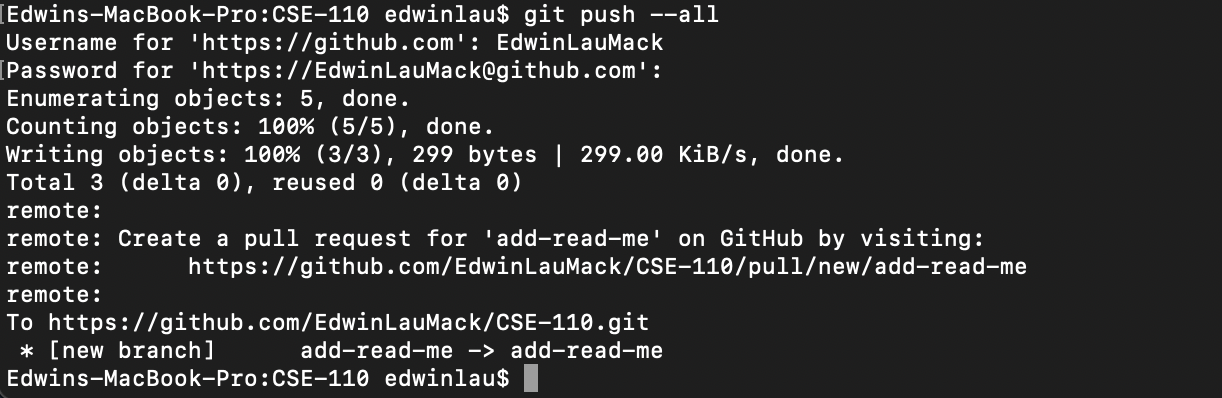 [Edwins-MacBook-Pro:CSE-110 edwinlau$ git push --all
Username for 'https://github.com': EdwinLauMack
[Password for 'https://EdwinLauMack@github.com':
Enumerating objects: 5, done.
Counting objects: 100% (5/5), done.
Writing objects: 100% (3/3), 299 bytes | 299.00 KiB/s, done.
Total 3 (delta 0), reused 0 (delta 0)
remote:
remote: Create a pull request for 'add-read-me' on GitHub by visiting:
remote:      https://github.com/EdwinLauMack/CSE-110/pull/new/add-read-me
remote:
To https://github.com/EdwinLauMack/CSE-110.git
 * [new branch]      add-read-me -> add-read-me
Edwins-MacBook-Pro:CSE-110 edwinlau$